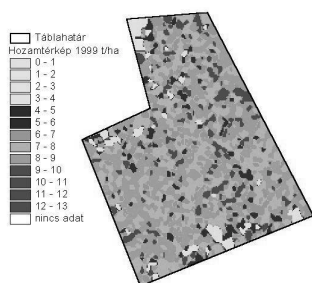 Táblahatár
Hozamtérkép 1999 t/ha
0 - 1
1 - 2
2 - 3
3 - 4
4 - 5
5 - 6
6 - 7
7 - 8
8 - 9
9 - 10
10 - 11
11 - 12
12 - 13
nincs adat